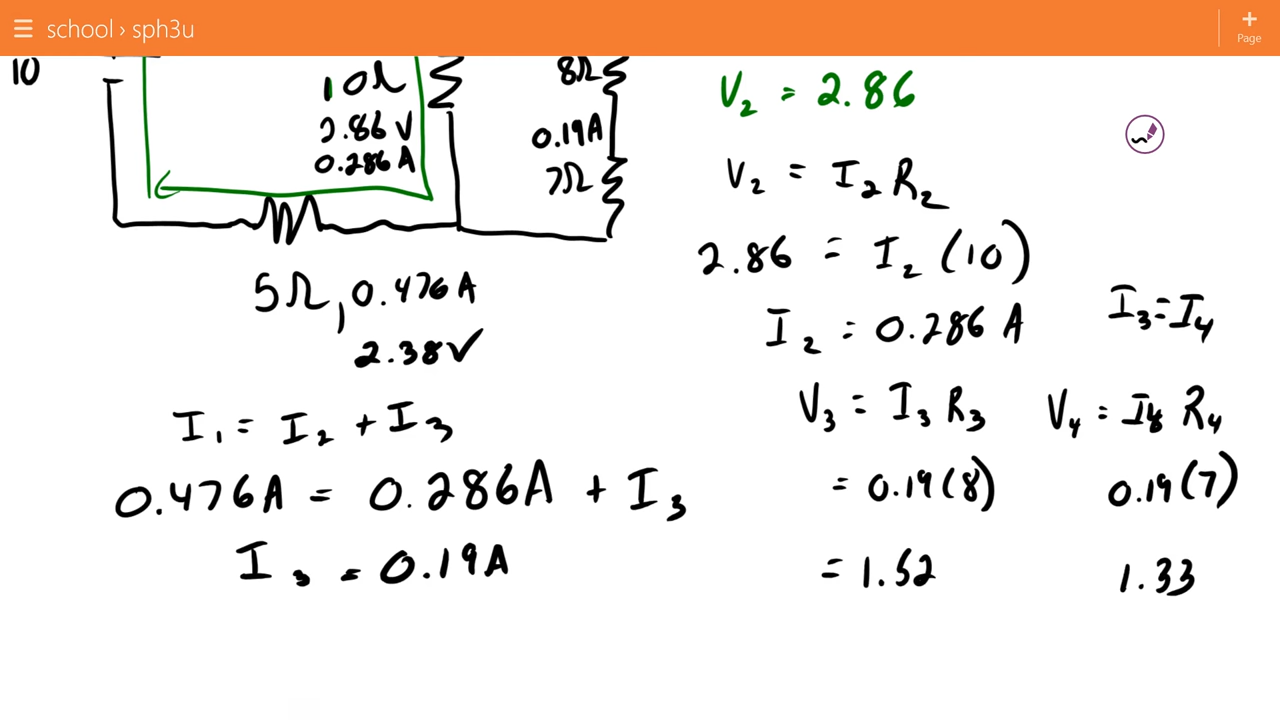 school › sph3u
Page
10
10Ω
2.86 V
0.286 A
8Ω
0.19A
7Ω
5Ω, 0.476 A
2.38V
I₁ = I₂ + I₃
0.476A = 0.286A + I₃
I₃ = 0.19A
V₂ = 2.86
V₂ = I₂ R₂
2.86 = I₂ (10)
I₂ = 0.286 A
I₃ = I₄
V₃ = I₃ R₃
= 0.19(8)
= 1.52
V₄ = I₄ R₄
0.19(7)
1.33